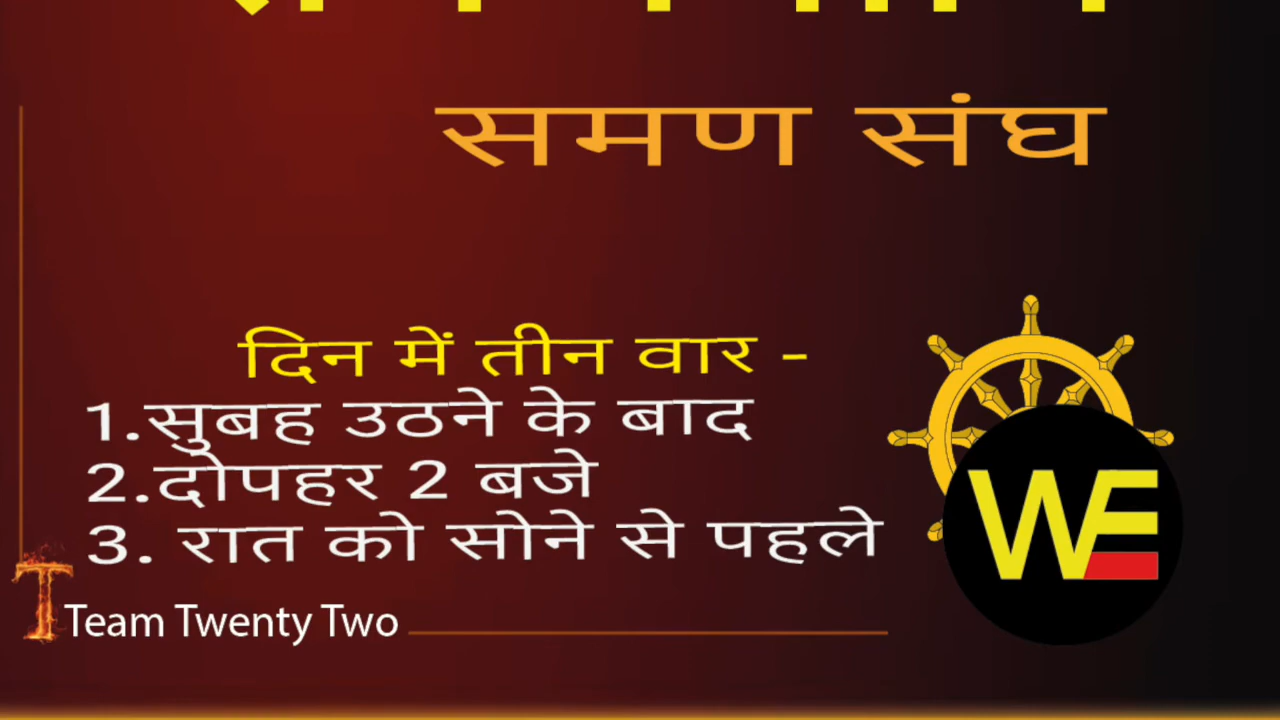 समण संघ
दिन में तीन वार -
1.सुबह उठने के बाद
2.दोपहर 2 बजे
3. रात को सोने से पहले
T Team Twenty Two
WE